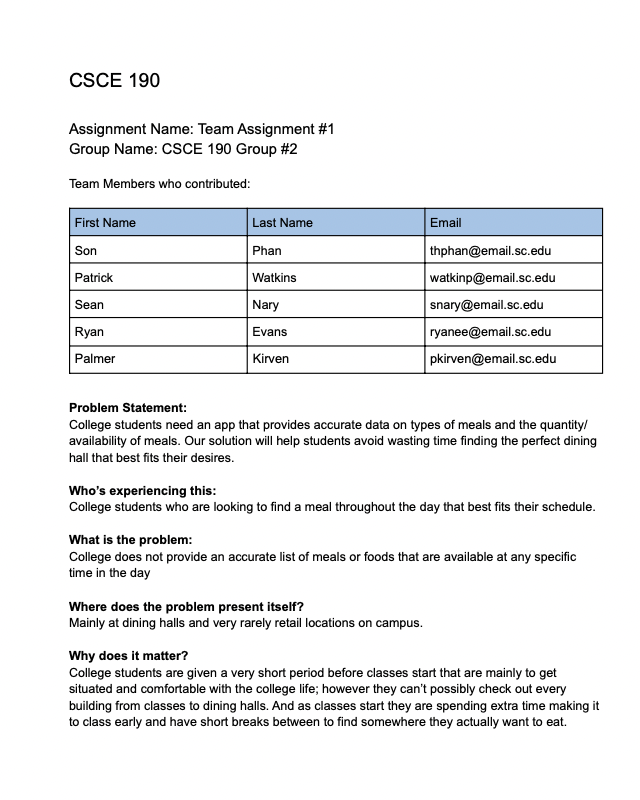 CSCE 190
Assignment Name: Team Assignment #1
Group Name: CSCE 190 Group #2
Team Members who contributed:
First Name Last Name Email
Son Phan thphan@email.sc.edu
Patrick Watkins watkinp@email.sc.edu
Sean Nary snary@email.sc.edu
Ryan Evans ryanee@email.sc.edu
Palmer Kirven pkirven@email.sc.edu
Problem Statement:
College students need an app that provides accurate data on types of meals and the quantity/
availability of meals. Our solution will help students avoid wasting time finding the perfect dining
hall that best fits their desires.
Who’s experiencing this:
College students who are looking to find a meal throughout the day that best fits their schedule.
What is the problem:
College does not provide an accurate list of meals or foods that are available at any specific
time in the day
Where does the problem present itself?
Mainly at dining halls and very rarely retail locations on campus.
Why does it matter?
College students are given a very short period before classes start that are mainly to get
situated and comfortable with the college life; however they can’t possibly check out every
building from classes to dining halls. And as classes start they are spending extra time making it
to class early and have short breaks between to find somewhere they actually want to eat.